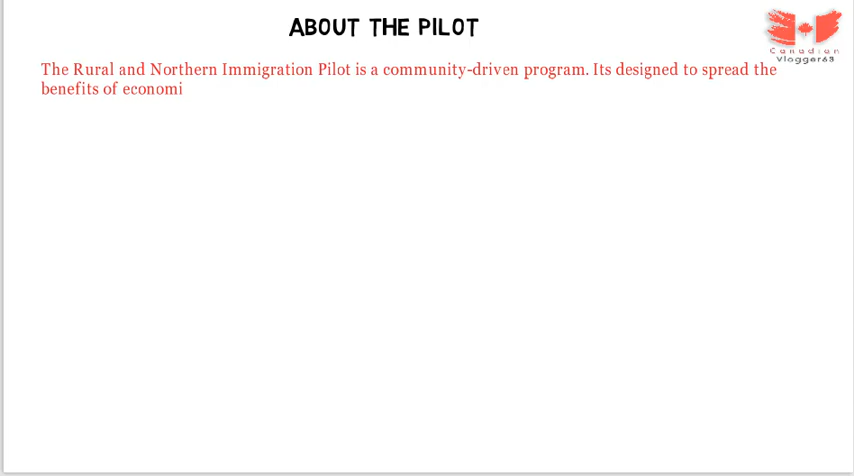 ABOUT THE PILOT
Canadian
Vlogger63
The Rural and Northern Immigration Pilot is a community-driven program. Its designed to spread the
benefits of economi